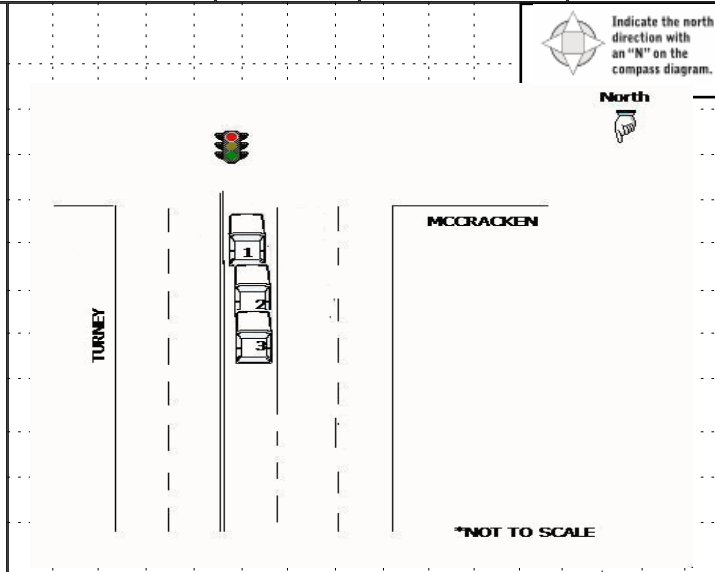 Indicate the north
direction with
an “N” on the
compass diagram.
North
MCCRACKEN
TURNEY
1
2
3
*NOT TO SCALE